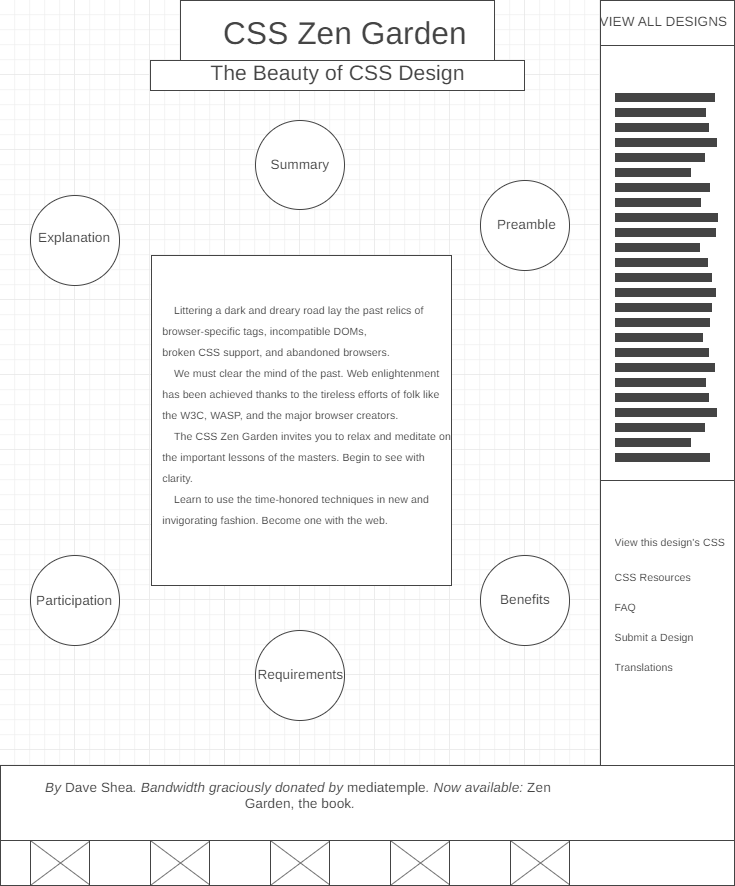 CSS Zen Garden
The Beauty of CSS Design
VIEW ALL DESIGNS
Summary
Explanation
Preamble
Littering a dark and dreary road lay the past relics of
browser-specific tags, incompatible DOMs,
broken CSS support, and abandoned browsers.
We must clear the mind of the past. Web enlightenment
has been achieved thanks to the tireless efforts of folk like
the W3C, WASP, and the major browser creators.
The CSS Zen Garden invites you to relax and meditate on
the important lessons of the masters. Begin to see with
clarity.
Learn to use the time-honored techniques in new and
invigorating fashion. Become one with the web.
Participation
Benefits
Requirements
View this design's CSS
CSS Resources
FAQ
Submit a Design
Translations
By Dave Shea. Bandwidth graciously donated by mediatemple. Now available: Zen
Garden, the book.